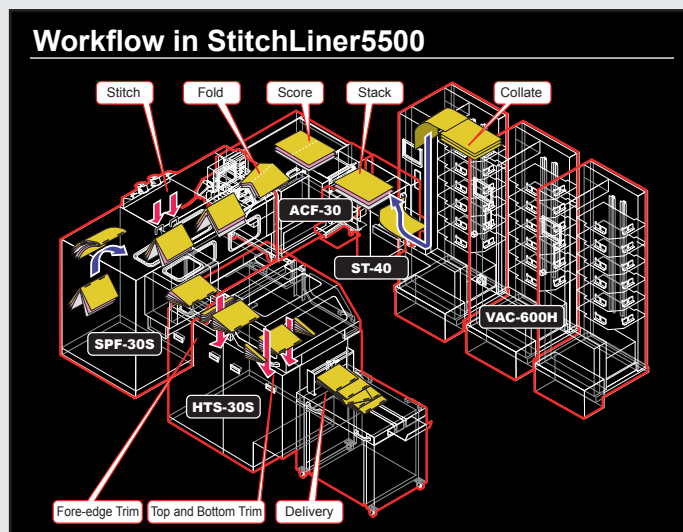 Workflow in StitchLiner5500
Stitch
Fold
Score
Stack
Collate
ACF-30
ST-40
VAC-600H
SPF-30S
HTS-30S
Fore-edge Trim
Top and Bottom Trim
Delivery